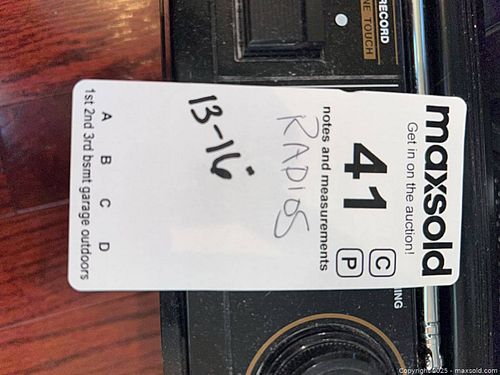 RECORD
NE TOUCH
maxsold
Get in on the auction!
41
C
P
notes and measurements
RADIOS
13-16
A B C D
1st 2nd 3rd bsmt garage outdoors
NING
Copyright 2025 - maxsold.com